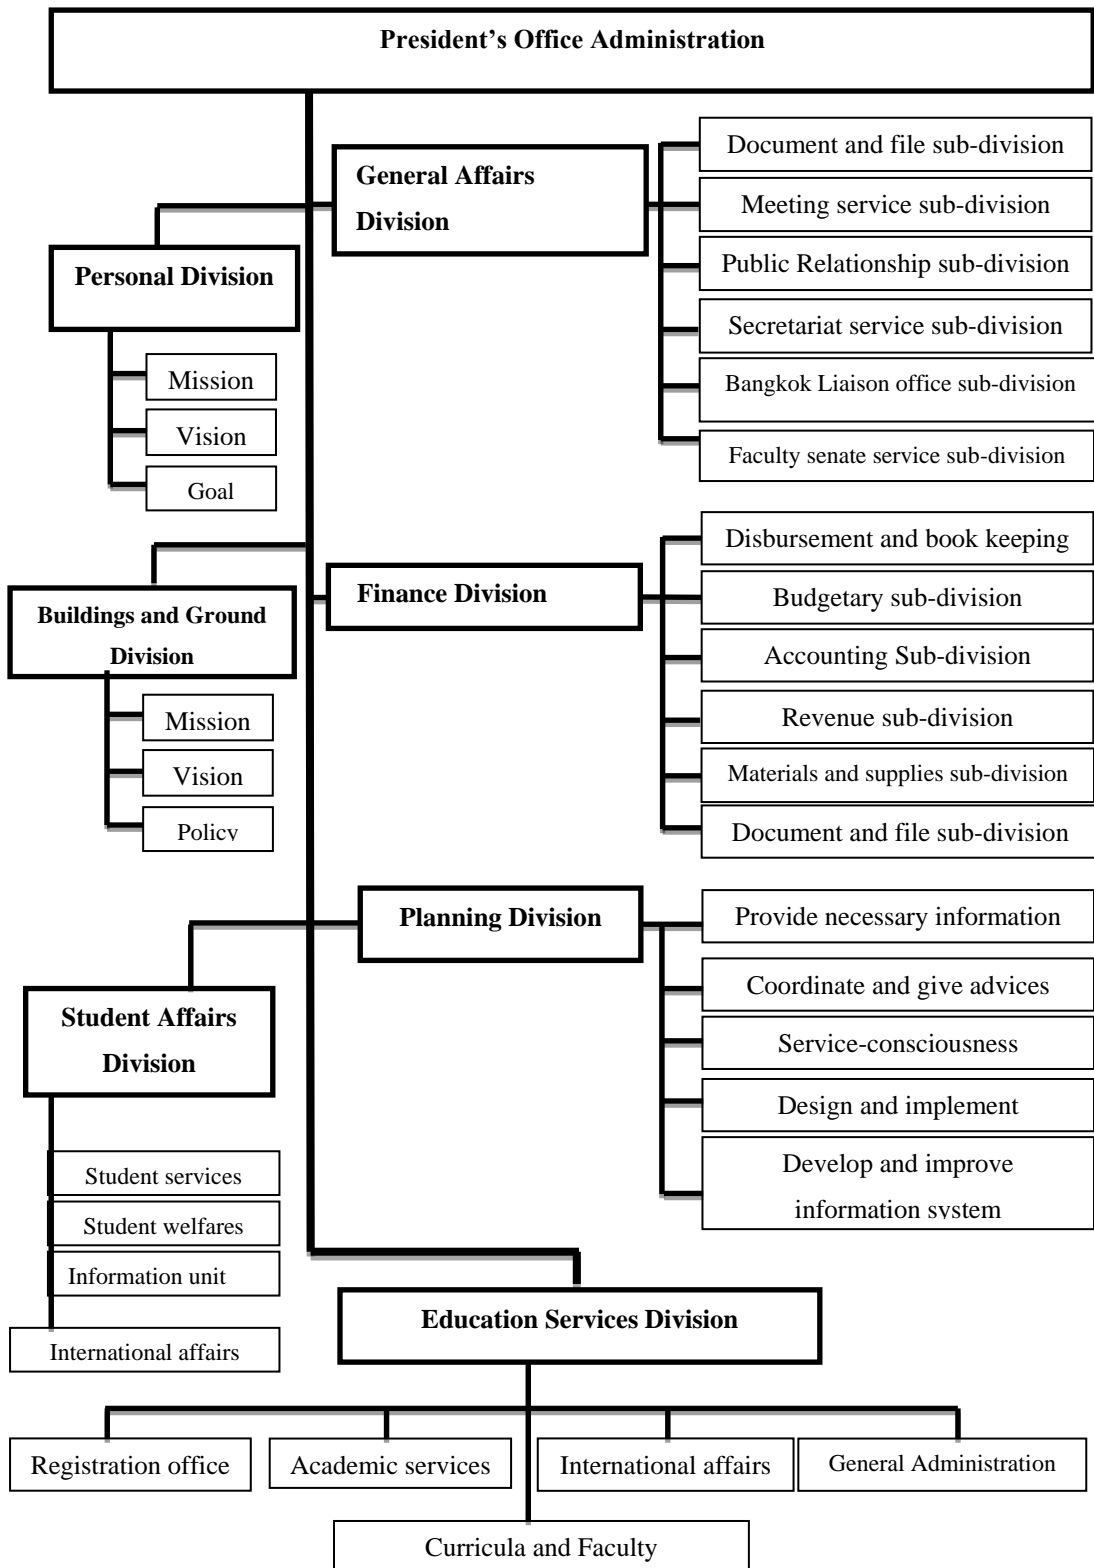 President’s Office Administration
General Affairs
Division
Document and file sub-division
Meeting service sub-division
Public Relationship sub-division
Secretariat service sub-division
Bangkok Liaison office sub-division
Faculty senate service sub-division
Personal Division
Mission
Vision
Goal
Finance Division
Disbursement and book keeping
Budgetary sub-division
Accounting Sub-division
Revenue sub-division
Materials and supplies sub-division
Document and file sub-division
Buildings and Ground
Division
Mission
Vision
Policy
Planning Division
Provide necessary information
Coordinate and give advices
Service-consciousness
Design and implement
Develop and improve
information system
Student Affairs
Division
Student services
Student welfares
Information unit
International affairs
Education Services Division
Registration office
Academic services
International affairs
General Administration
Curricula and Faculty